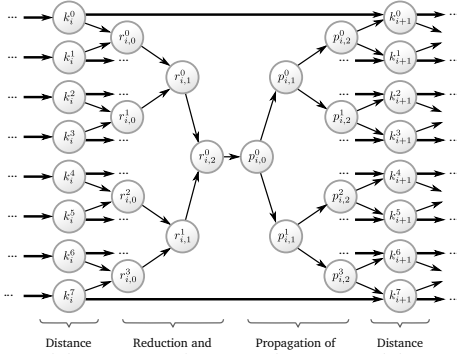 ... k_i^0 k_{i+1}^0 ...
r_{i,0}^0 p_{i,2}^0
... k_i^1 ... ... k_{i+1}^1 ...
r_{i,1}^0 p_{i,1}^0
... k_i^2 ... ... k_{i+1}^2 ...
r_{i,0}^1 p_{i,2}^1
... k_i^3 ... ... k_{i+1}^3 ...
r_{i,2}^0 p_{i,0}^0
... k_i^4 ... ... k_{i+1}^4 ...
r_{i,0}^2 p_{i,2}^2
... k_i^5 ... ... k_{i+1}^5 ...
r_{i,1}^1 p_{i,1}^1
... k_i^6 ... ... k_{i+1}^6 ...
r_{i,0}^3 p_{i,2}^3
... k_i^7 k_{i+1}^7 ...
Distance Reduction and Propagation of Distance